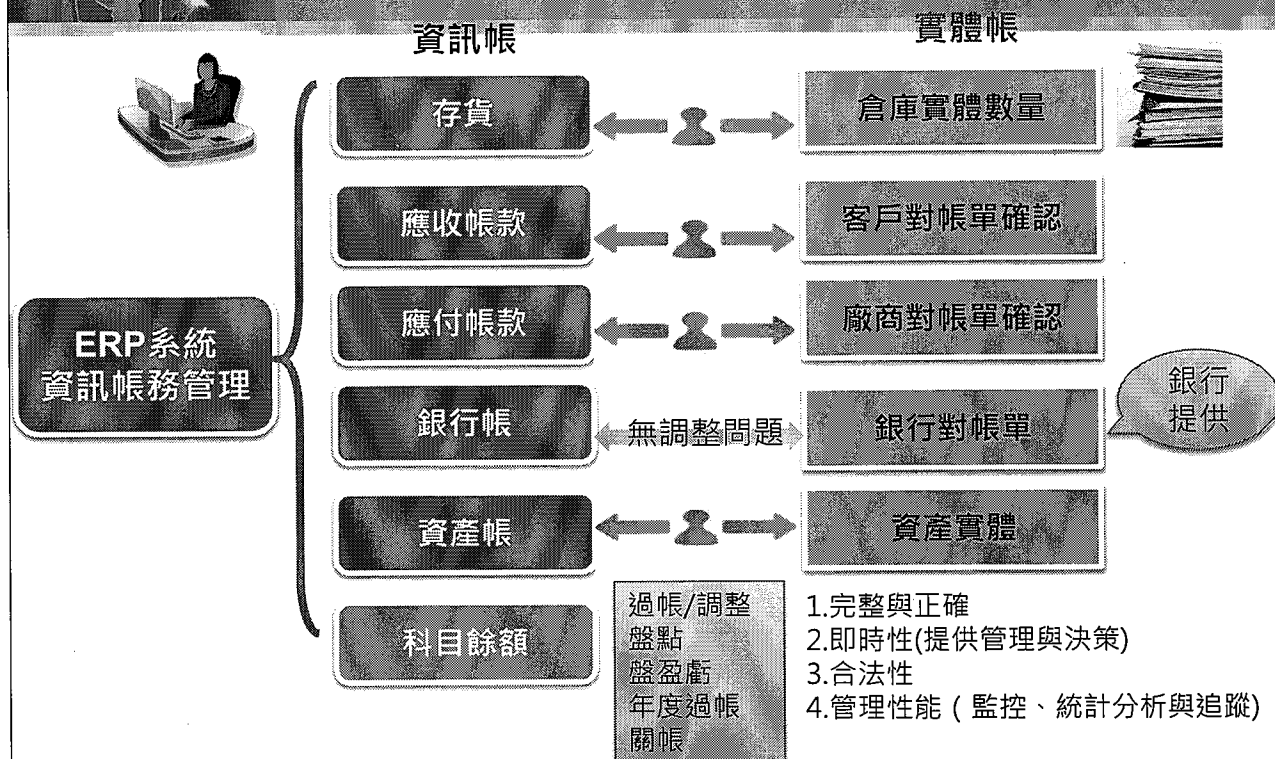 資訊帳
實體帳
存貨
倉庫實體數量
應收帳款
客戶對帳單確認
應付帳款
廠商對帳單確認
ERP系統
資訊帳務管理
銀行帳
無調整問題
銀行對帳單
銀行
提供
資產帳
資產實體
科目餘額
過帳/調整
盤點
盤盈虧
年度過帳
關帳
1.完整與正確
2.即時性(提供管理與決策)
3.合法性
4.管理性能(監控、統計分析與追蹤)